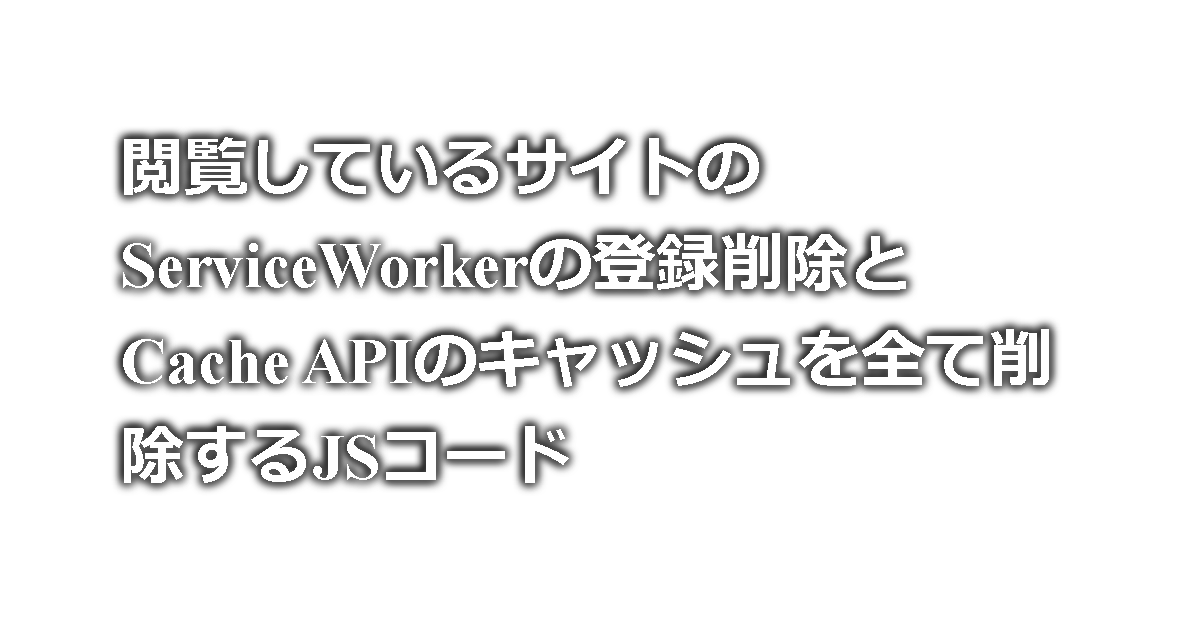 閲覧しているサイトの
ServiceWorkerの登録削除と
Cache APIのキャッシュを全て削
除するJSコード